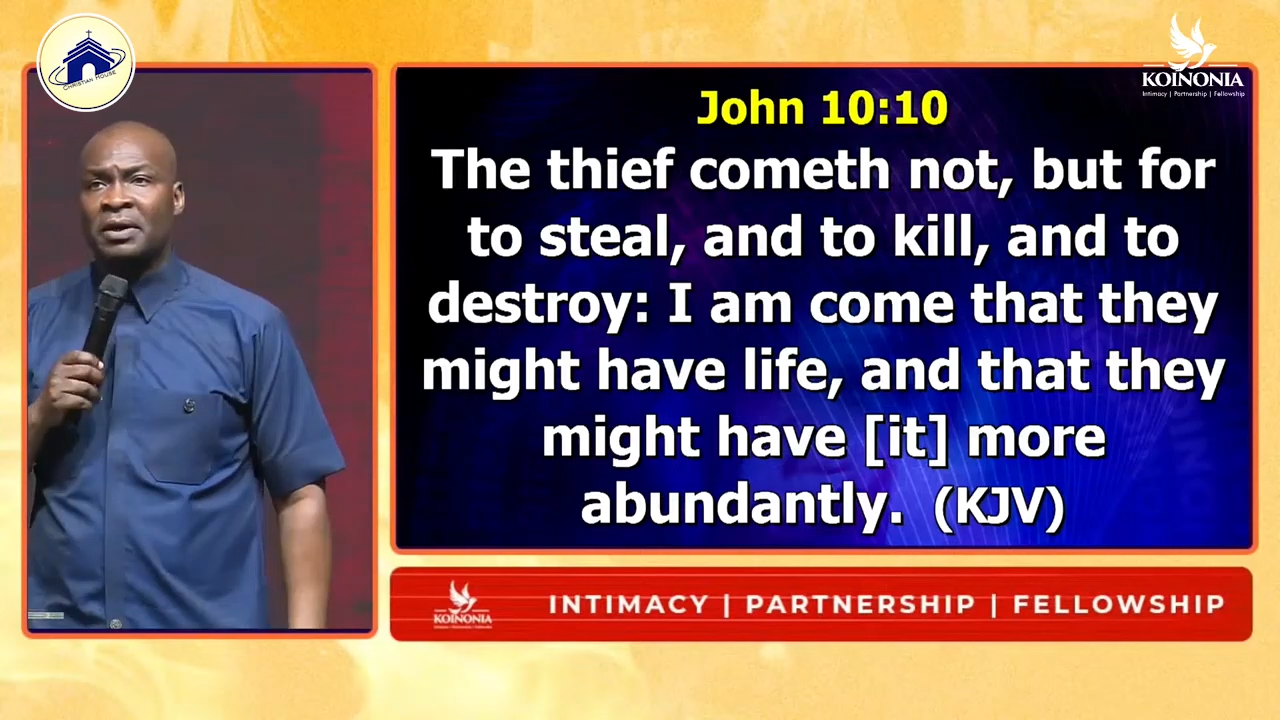 CHRISTIAN HOUSE
KOINONIA
Intimacy | Partnership | Fellowship
John 10:10
The thief cometh not, but for
to steal, and to kill, and to
destroy: I am come that they
might have life, and that they
might have [it] more
abundantly. (KJV)
KOINONIA
INTIMACY | PARTNERSHIP | FELLOWSHIP